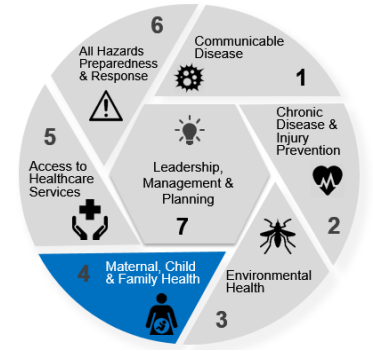 6
All Hazards
Preparedness
& Response
Communicable
Disease
1
Chronic
Disease &
Injury
Prevention
2
Environmental
Health
3
4
Maternal, Child
& Family Health
5
Access to
Healthcare
Services
Leadership,
Management &
Planning
7